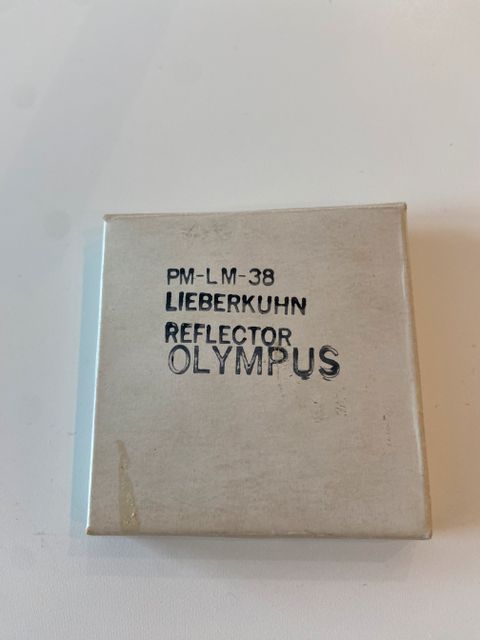 PM-LM-38
LIEBERKUHN
REFLECTOR
OLYMPUS